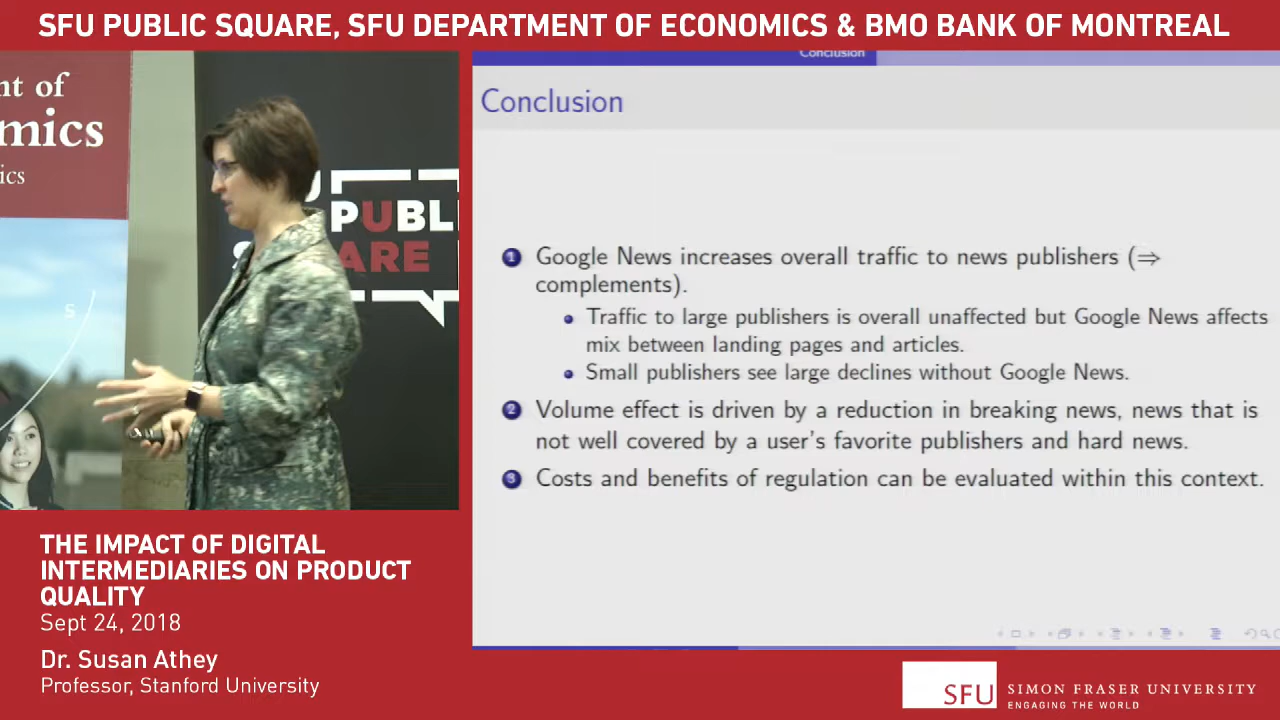 SFU PUBLIC SQUARE, SFU DEPARTMENT OF ECONOMICS & BMO BANK OF MONTREAL
nt of
mics
ics
S
U
PUBL
S ARE
Conclusion
Conclusion
1 Google News increases overall traffic to news publishers (⇒
complements).
• Traffic to large publishers is overall unaffected but Google News affects
mix between landing pages and articles.
• Small publishers see large declines without Google News.
2 Volume effect is driven by a reduction in breaking news, news that is
not well covered by a user's favorite publishers and hard news.
3 Costs and benefits of regulation can be evaluated within this context.
THE IMPACT OF DIGITAL
INTERMEDIARIES ON PRODUCT
QUALITY
Sept 24, 2018
Dr. Susan Athey
Professor, Stanford University
SFU
SIMON FRASER UNIVERSITY
ENGAGING THE WORLD